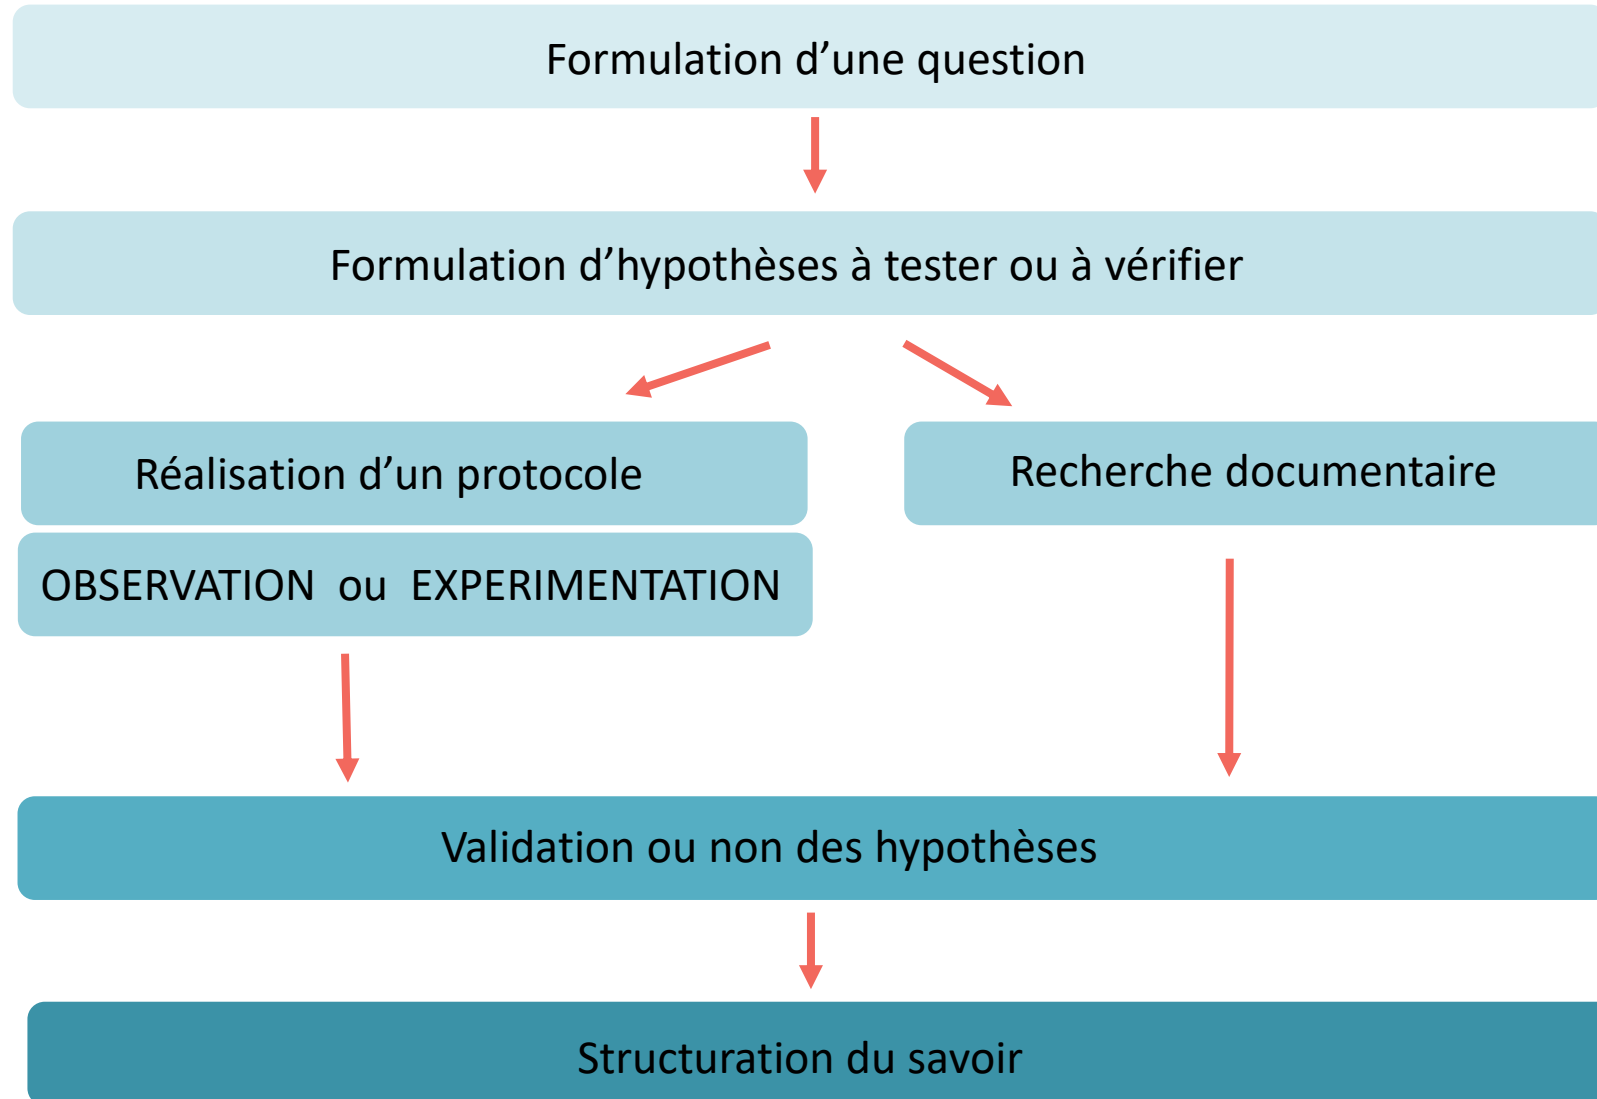 Formulation d’une question
Formulation d’hypothèses à tester ou à vérifier
Réalisation d’un protocole
Recherche documentaire
OBSERVATION ou EXPERIMENTATION
Validation ou non des hypothèses
Structuration du savoir